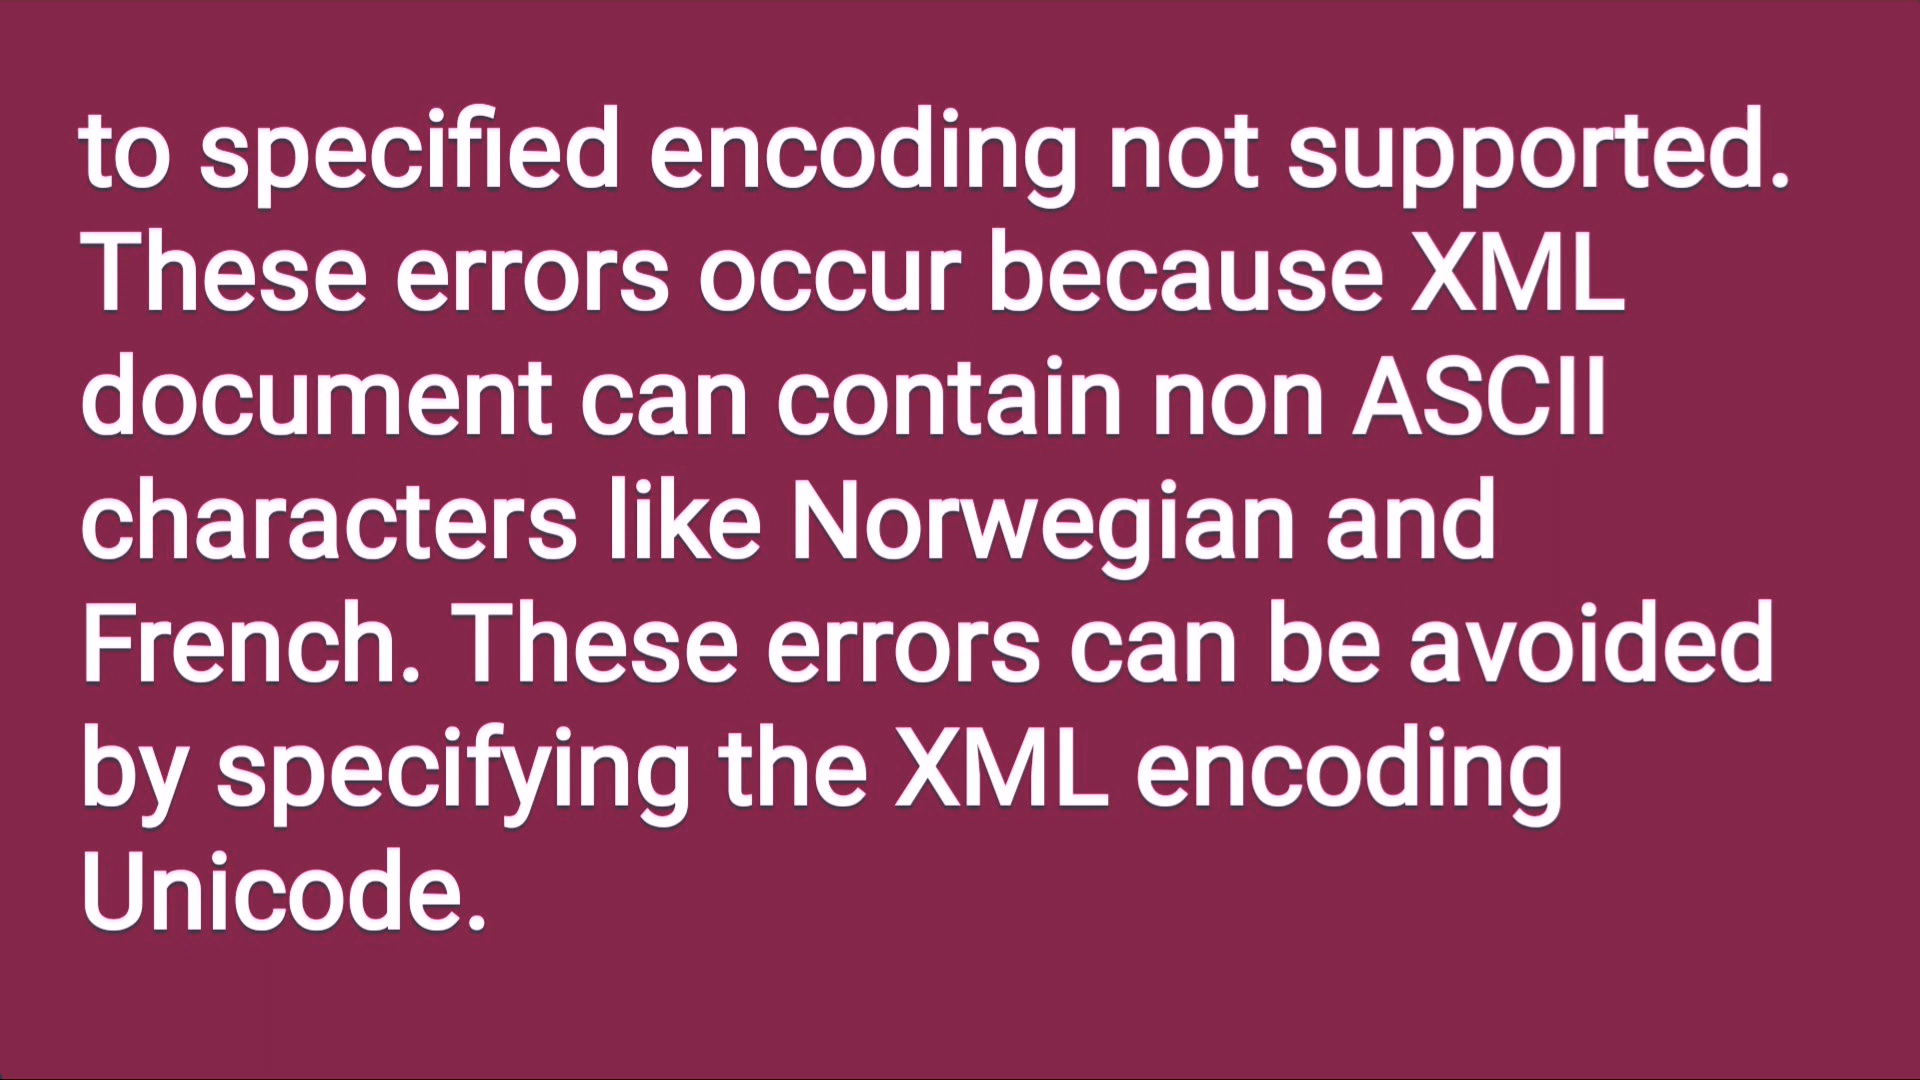 to specified encoding not supported.
These errors occur because XML
document can contain non ASCII
characters like Norwegian and
French. These errors can be avoided
by specifying the XML encoding
Unicode.